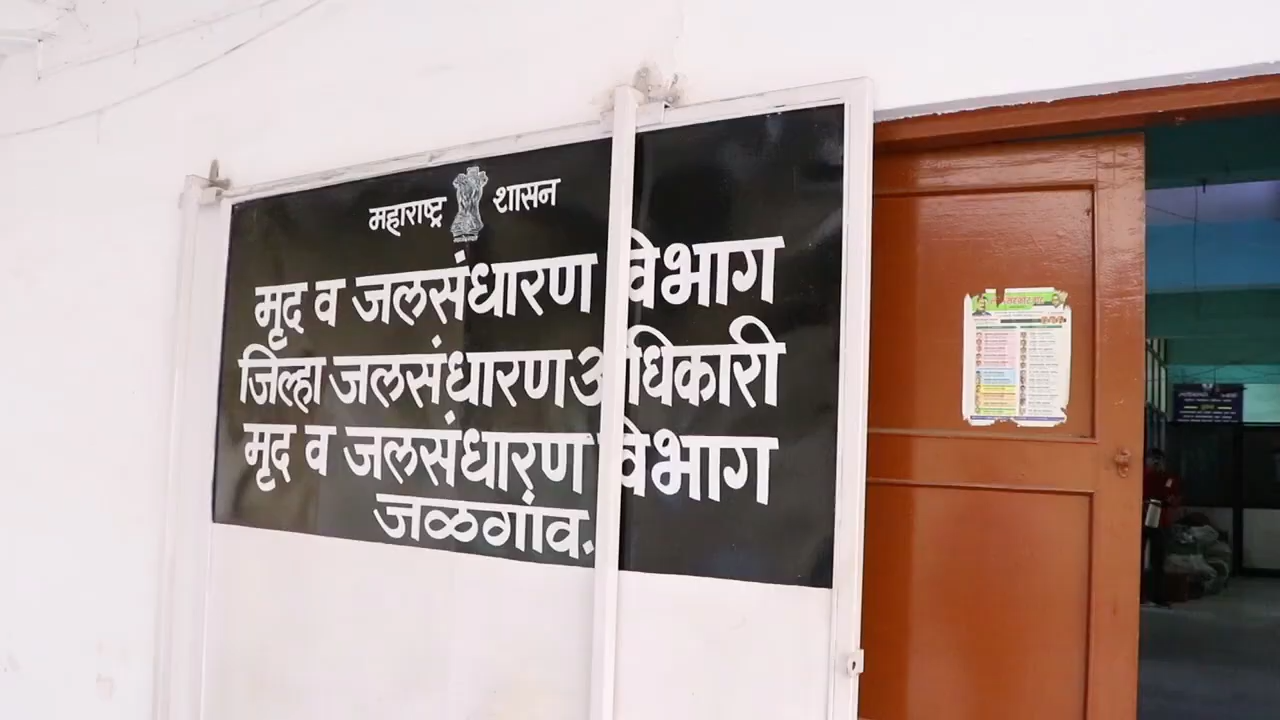 महाराष्ट्र शासन
मृद व जलसंधारण विभाग
जिल्हा जलसंधारण अधिकारी
मृद व जलसंधारण विभाग
जळगांव.